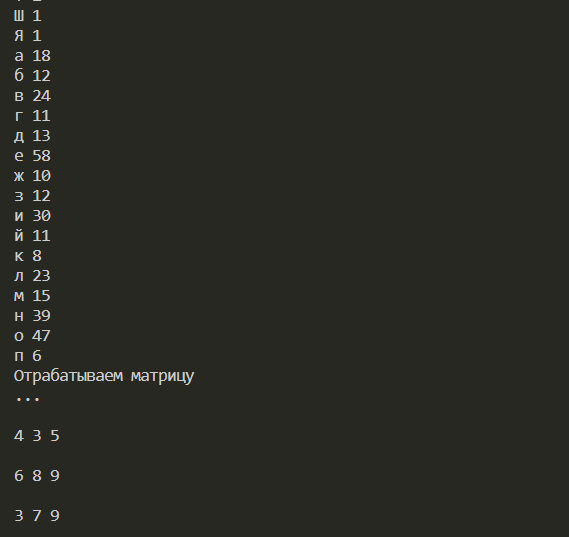 Ш 1
Я 1
а 18
б 12
в 24
г 11
д 13
е 58
ж 10
з 12
и 30
й 11
к 8
л 23
м 15
н 39
о 47
п 6
Отрабатываем матрицу
...
4 3 5
6 8 9
3 7 9